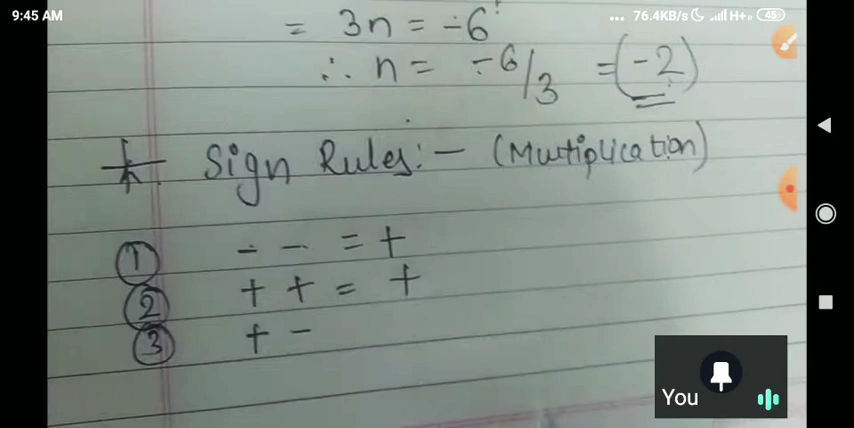 9:45 AM ... 76.4KB/s H+ 45
= 3n = -6
∴ n = -6/3 = (-2)
* Sign Rules:- (Multiplication)
① - - = +
② + + = +
③ + -
You